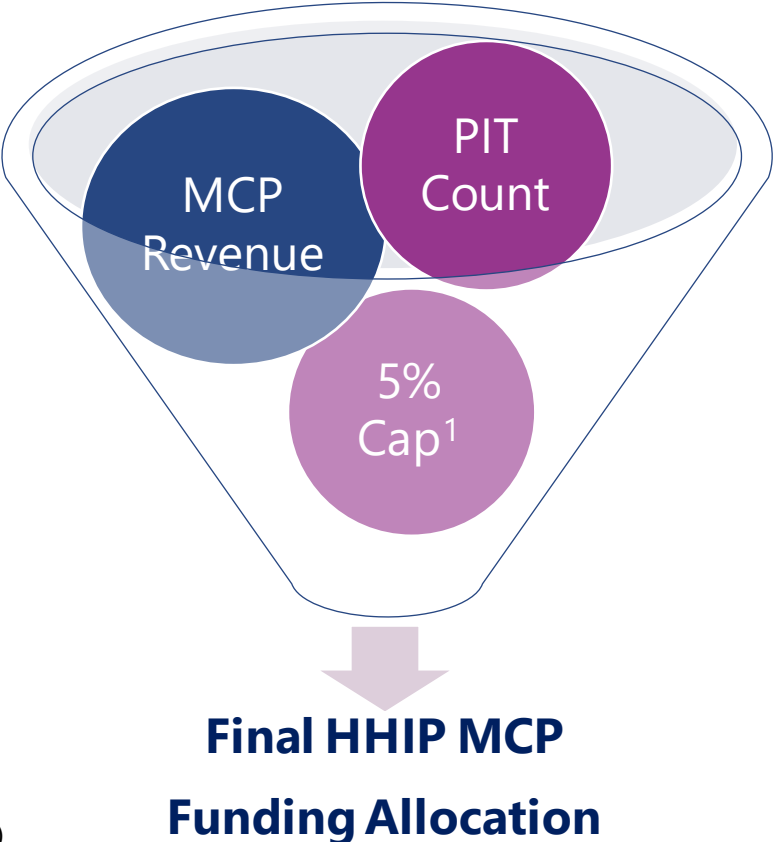 PIT
Count
MCP
Revenue
5%
Cap¹
Final HHIP MCP
Funding Allocation
)